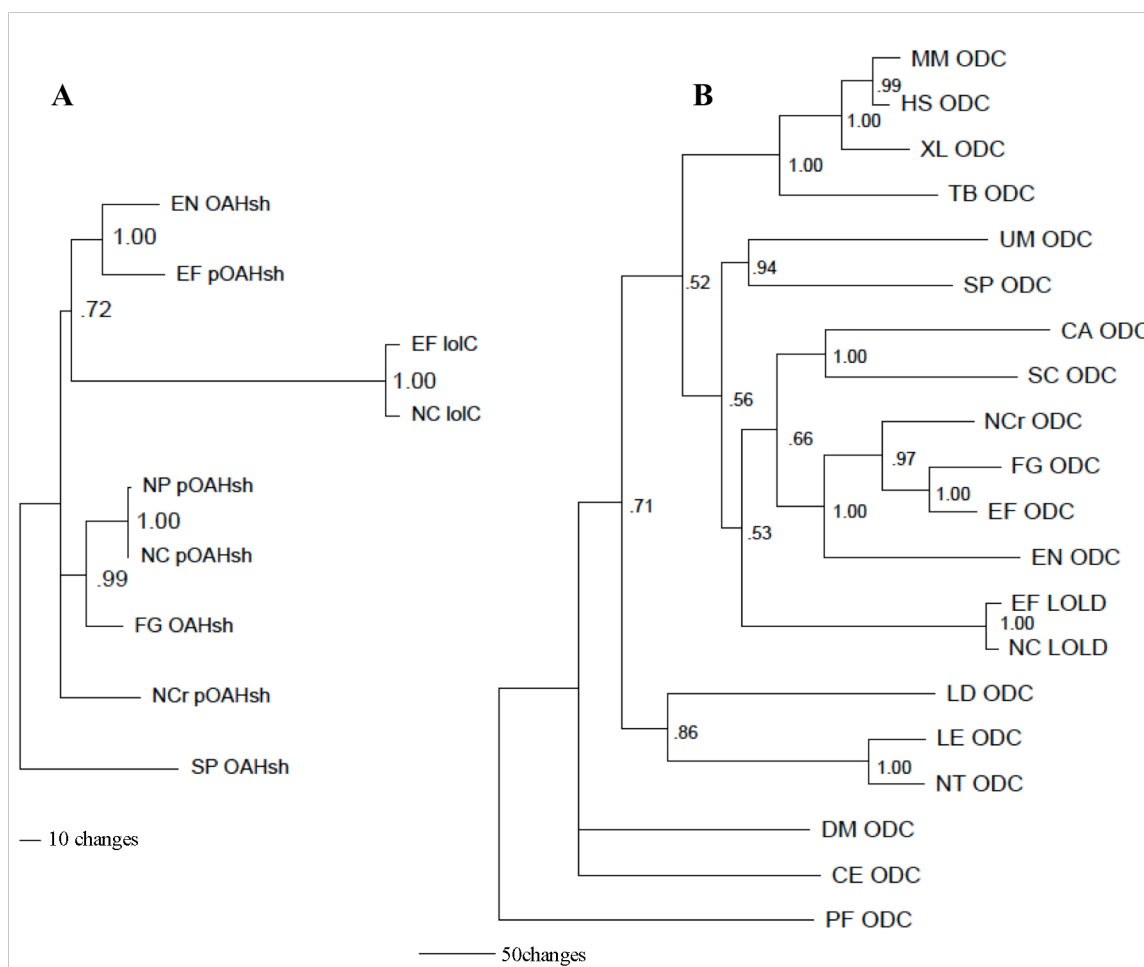 A
EN OAHsh
1.00
EF pOAHsh
.72
EF lolC
1.00
NC lolC
NP pOAHsh
1.00
NC pOAHsh
.99
FG OAHsh
NCr pOAHsh
SP OAHsh
10 changes
B
MM ODC
.99
HS ODC
1.00
XL ODC
1.00
TB ODC
UM ODC
.94
.52
SP ODC
CA ODC
1.00
SC ODC
.56
NCr ODC
.66
.97
FG ODC
1.00
EF ODC
.71
1.00
.53
EN ODC
EF LOLD
1.00
NC LOLD
LD ODC
.86
LE ODC
1.00
NT ODC
DM ODC
CE ODC
PF ODC
50changes